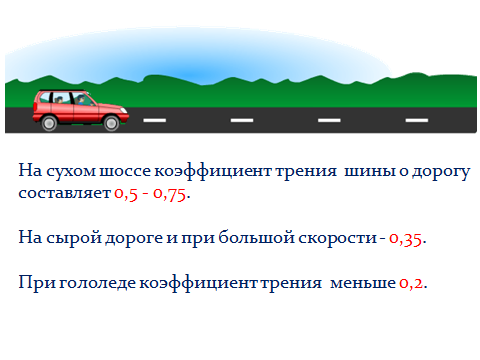 На сухом шоссе коэффициент трения шины о дорогу
составляет 0,5 - 0,75.
На сырой дороге и при большой скорости - 0,35.
При гололеде коэффициент трения меньше 0,2.